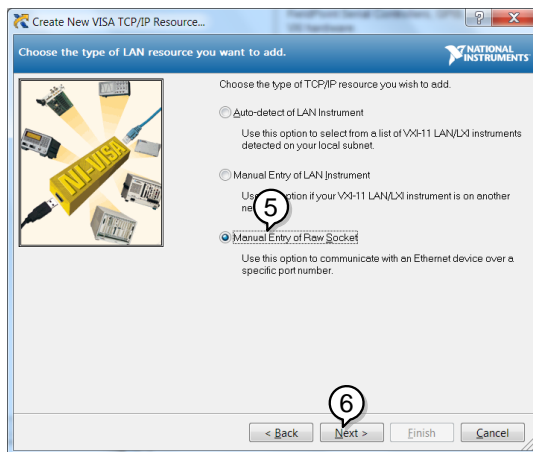 Create New VISA TCP/IP Resource...
Choose the type of LAN resource you want to add.
NATIONAL
INSTRUMENTS
NI-VISA
Choose the type of TCP/IP resource you wish to add.
Auto-detect of LAN Instrument
Use this option to select from a list of VXI-11 LAN/LXI instruments
detected on your local subnet.
Manual Entry of LAN Instrument
option if your VXI-11 LAN/LXI instrument is on another
5
Manual Entry of Raw Socket
Use this option to communicate with an Ethernet device over a
specific port number.
6
< Back
Next >
Finish
Cancel